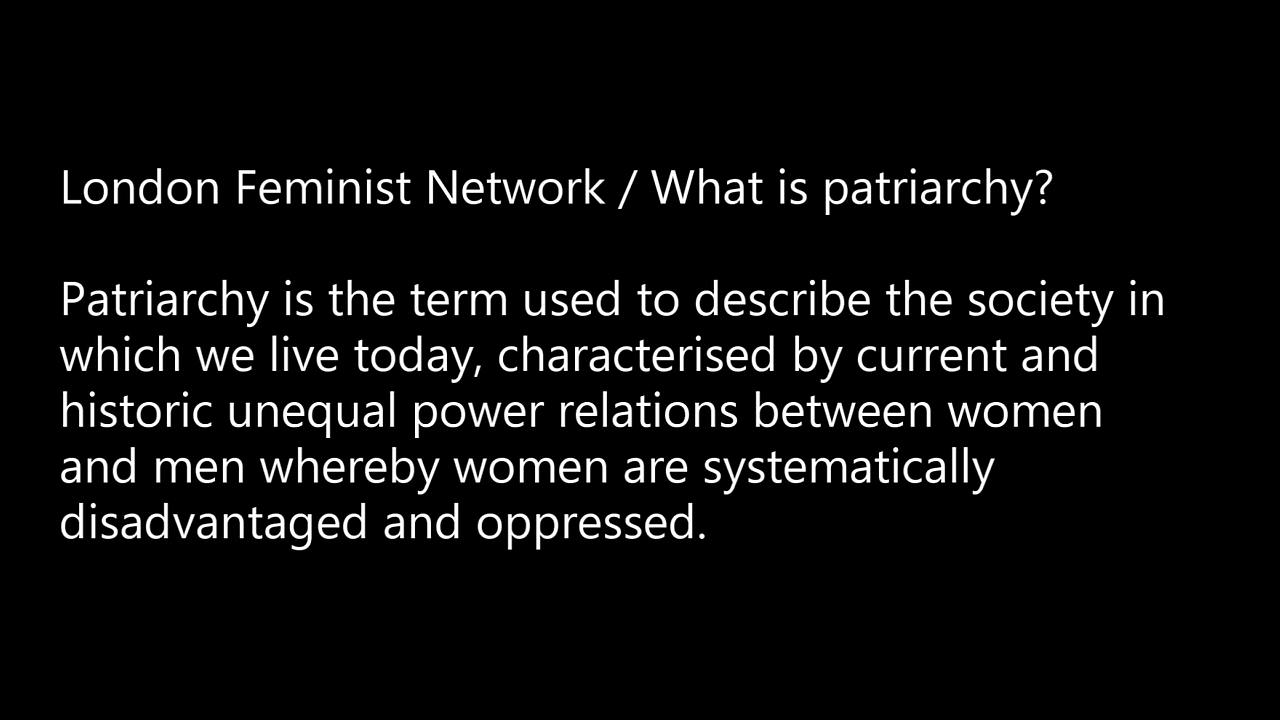 London Feminist Network / What is patriarchy?
Patriarchy is the term used to describe the society in
which we live today, characterised by current and
historic unequal power relations between women
and men whereby women are systematically
disadvantaged and oppressed.